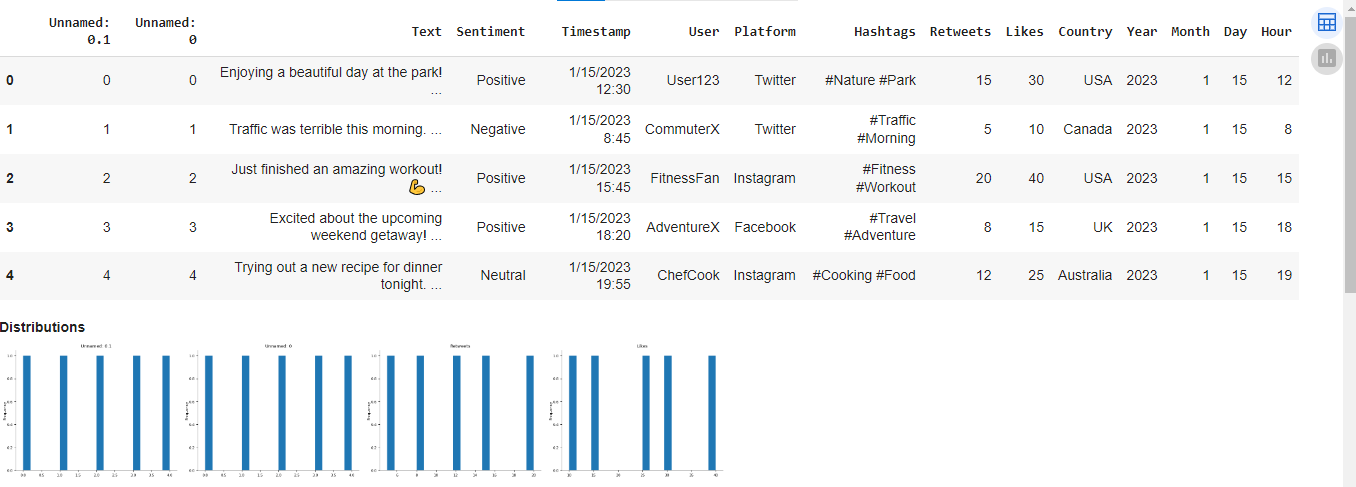 Unnamed: 0.1 Unnamed: 0 Text Sentiment Timestamp User Platform Hashtags Retweets Likes Country Year Month Day Hour
0 0 0 Enjoying a beautiful day at the park! ... Positive 1/15/2023 12:30 User123 Twitter #Nature #Park 15 30 USA 2023 1 15 12
1 1 1 Traffic was terrible this morning. ... Negative 1/15/2023 8:45 CommuterX Twitter #Traffic #Morning 5 10 Canada 2023 1 15 8
2 2 2 Just finished an amazing workout! 💪 ... Positive 1/15/2023 15:45 FitnessFan Instagram #Fitness #Workout 20 40 USA 2023 1 15 15
3 3 3 Excited about the upcoming weekend getaway! ... Positive 1/15/2023 18:20 AdventureX Facebook #Travel #Adventure 8 15 UK 2023 1 15 18
4 4 4 Trying out a new recipe for dinner tonight. ... Neutral 1/15/2023 19:55 ChefCook Instagram #Cooking #Food 12 25 Australia 2023 1 15 19
Distributions
Unnamed: 0.1 Unnamed: 0 Retweets Likes